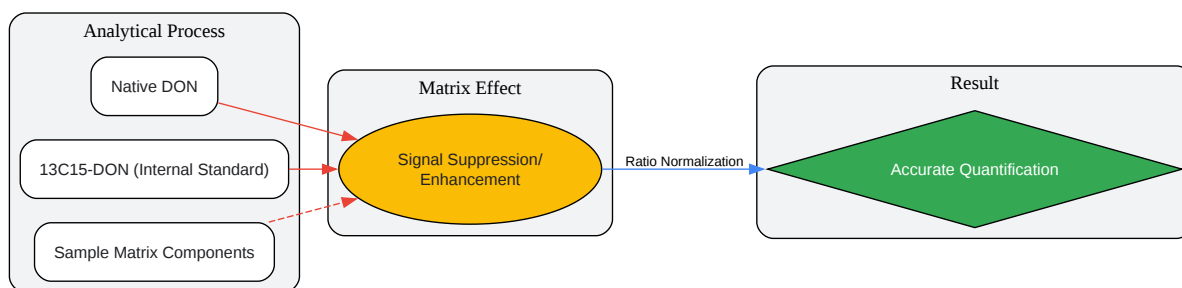 Analytical Process
Native DON
13C15-DON (Internal Standard)
Sample Matrix Components
Matrix Effect
Signal Suppression/
Enhancement
Ratio Normalization
Result
Accurate Quantification